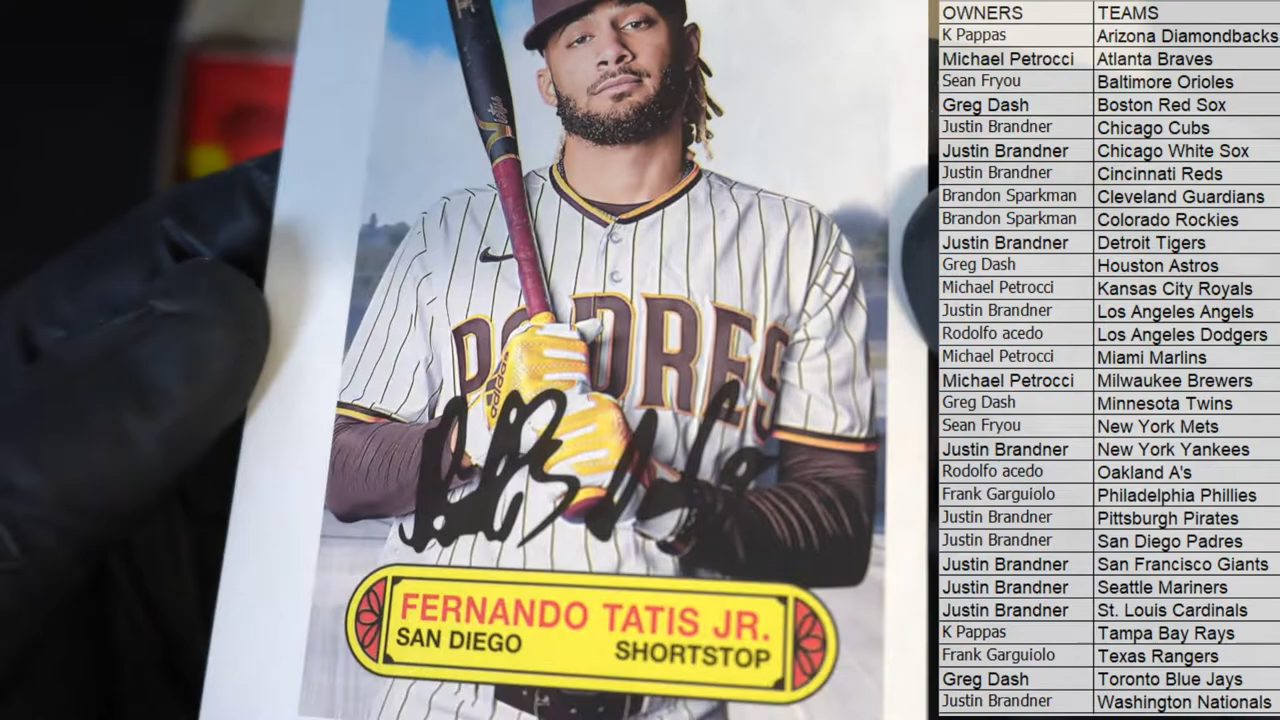 PADRES
adidas
FERNANDO TATIS JR.
SAN DIEGO SHORTSTOP
OWNERS TEAMS
K Pappas Arizona Diamondbacks
Michael Petrocci Atlanta Braves
Sean Fryou Baltimore Orioles
Greg Dash Boston Red Sox
Justin Brandner Chicago Cubs
Justin Brandner Chicago White Sox
Justin Brandner Cincinnati Reds
Brandon Sparkman Cleveland Guardians
Brandon Sparkman Colorado Rockies
Justin Brandner Detroit Tigers
Greg Dash Houston Astros
Michael Petrocci Kansas City Royals
Justin Brandner Los Angeles Angels
Rodolfo acedo Los Angeles Dodgers
Michael Petrocci Miami Marlins
Michael Petrocci Milwaukee Brewers
Greg Dash Minnesota Twins
Sean Fryou New York Mets
Justin Brandner New York Yankees
Rodolfo acedo Oakland A's
Frank Garguiolo Philadelphia Phillies
Justin Brandner Pittsburgh Pirates
Justin Brandner San Diego Padres
Justin Brandner San Francisco Giants
Justin Brandner Seattle Mariners
Justin Brandner St. Louis Cardinals
K Pappas Tampa Bay Rays
Frank Garguiolo Texas Rangers
Greg Dash Toronto Blue Jays
Justin Brandner Washington Nationals